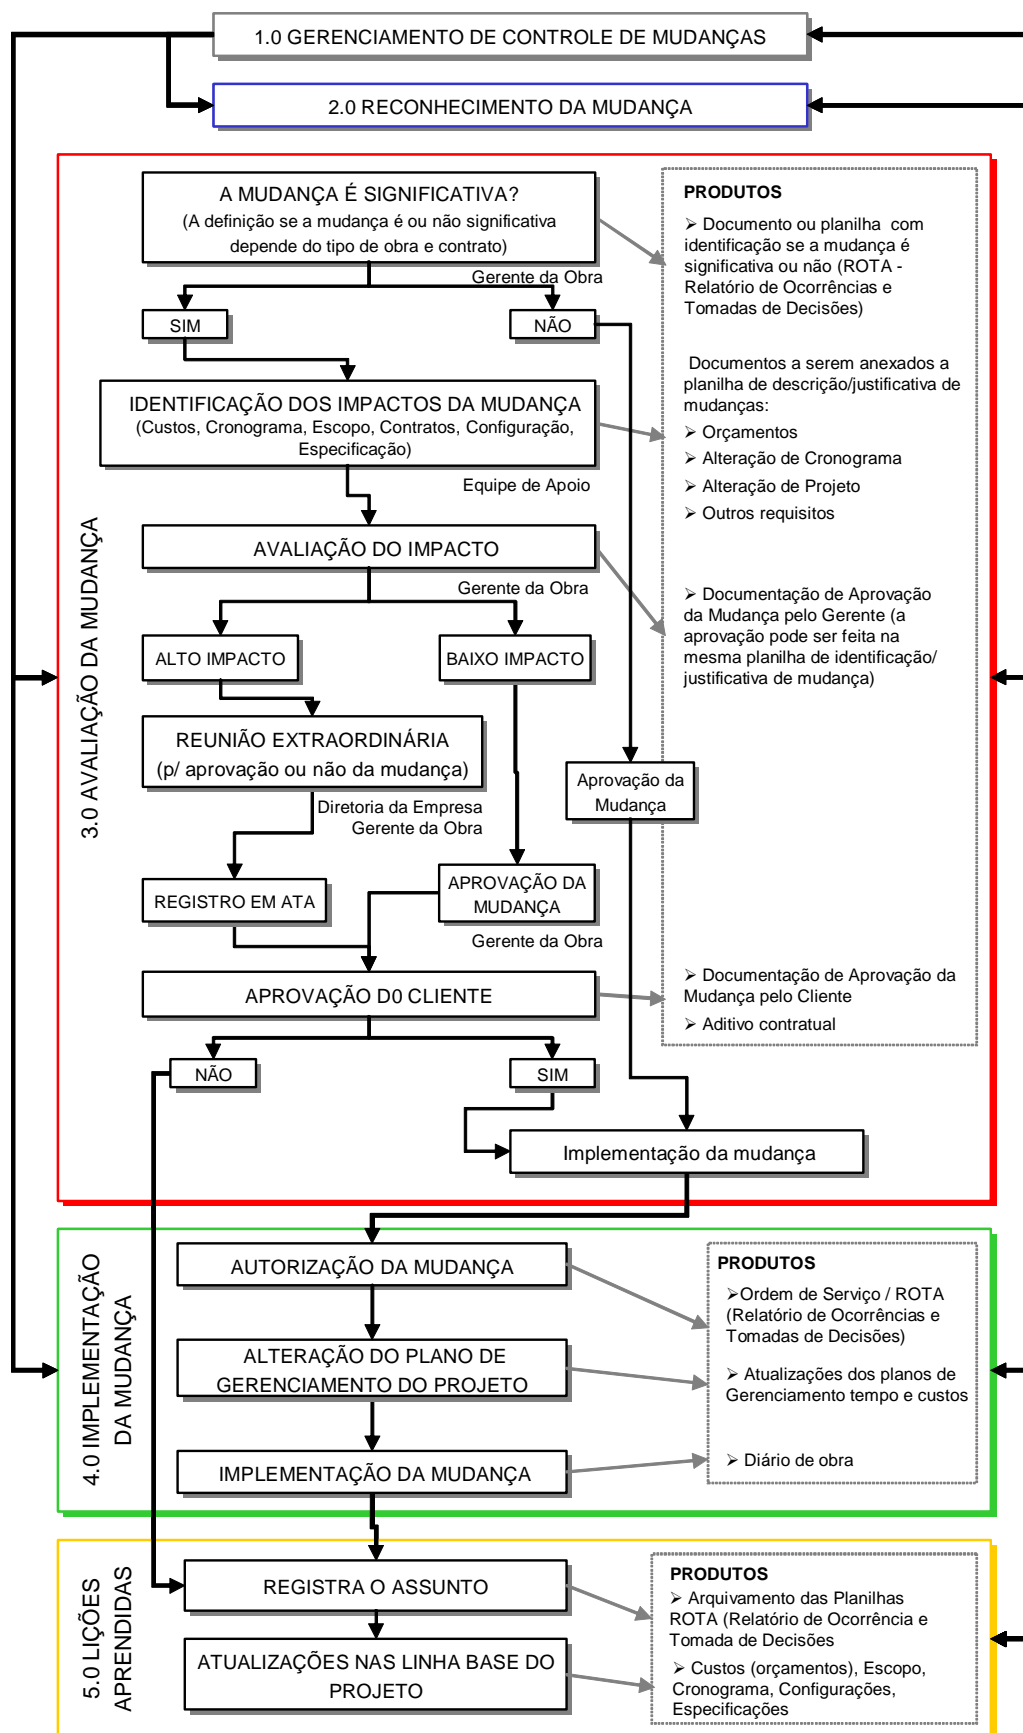 1.0 GERENCIAMENTO DE CONTROLE DE MUDANÇAS
2.0 RECONHECIMENTO DA MUDANÇA
3.0 AVALIAÇÃO DA MUDANÇA
A MUDANÇA É SIGNIFICATIVA?
(A definição se a mudança é ou não significativa
depende do tipo de obra e contrato)
Gerente da Obra
SIM
NÃO
IDENTIFICAÇÃO DOS IMPACTOS DA MUDANÇA
(Custos, Cronograma, Escopo, Contratos, Configuração,
Especificação)
Equipe de Apoio
AVALIAÇÃO DO IMPACTO
Gerente da Obra
ALTO IMPACTO
BAIXO IMPACTO
REUNIÃO EXTRAORDINÁRIA
(p/ aprovação ou não da mudança)
Diretoria da Empresa
Gerente da Obra
Aprovação da
Mudança
REGISTRO EM ATA
APROVAÇÃO DA
MUDANÇA
Gerente da Obra
APROVAÇÃO D0 CLIENTE
NÃO
SIM
Implementação da mudança
PRODUTOS
➢ Documento ou planilha com
identificação se a mudança é
significativa ou não (ROTA -
Relatório de Ocorrências e
Tomadas de Decisões)
Documentos a serem anexados a
planilha de descrição/justificativa de
mudanças:
➢ Orçamentos
➢ Alteração de Cronograma
➢ Alteração de Projeto
➢ Outros requisitos
➢ Documentação de Aprovação
da Mudança pelo Gerente (a
aprovação pode ser feita na
mesma planilha de identificação/
justificativa de mudança)
➢ Documentação de Aprovação da
Mudança pelo Cliente
➢ Aditivo contratual
4.0 IMPLEMENTAÇÃO
DA MUDANÇA
AUTORIZAÇÃO DA MUDANÇA
ALTERAÇÃO DO PLANO DE
GERENCIAMENTO DO PROJETO
IMPLEMENTAÇÃO DA MUDANÇA
PRODUTOS
➢Ordem de Serviço / ROTA
(Relatório de Ocorrências e
Tomadas de Decisões)
➢ Atualizações dos planos de
Gerenciamento tempo e custos
➢ Diário de obra
5.0 LIÇÕES
APRENDIDAS
REGISTRA O ASSUNTO
ATUALIZAÇÕES NAS LINHA BASE DO
PROJETO
PRODUTOS
➢ Arquivamento das Planilhas
ROTA (Relatório de Ocorrência e
Tomada de Decisões
➢ Custos (orçamentos), Escopo,
Cronograma, Configurações,
Especificações